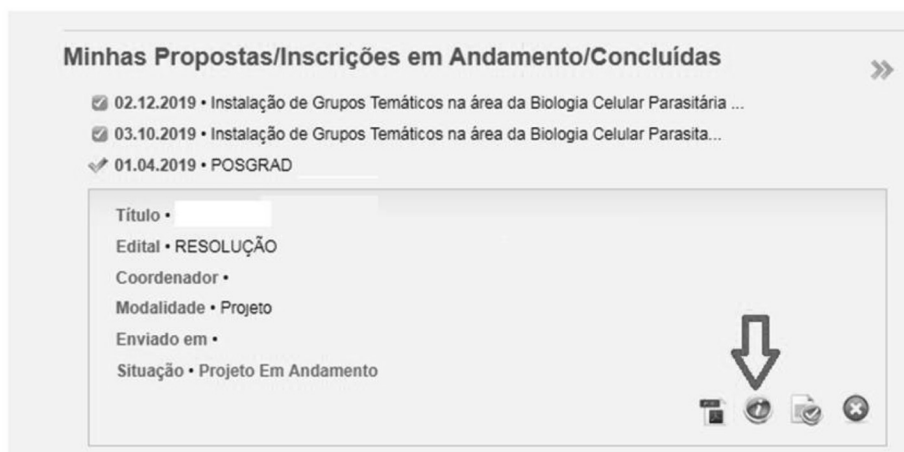 Minhas Propostas/Inscrições em Andamento/Concluídas
02.12.2019 • Instalação de Grupos Temáticos na área da Biologia Celular Parasitária ...
03.10.2019 • Instalação de Grupos Temáticos na área da Biologia Celular Parasita...
01.04.2019 • POSGRAD
Título •
Edital • RESOLUÇÃO
Coordenador •
Modalidade • Projeto
Enviado em •
Situação • Projeto Em Andamento